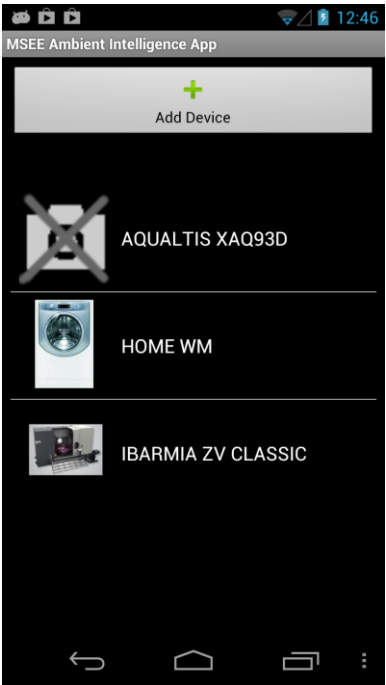 12:46
MSEE Ambient Intelligence App
Add Device
AQUALTIS XAQ93D
HOME WM
IBARMIA ZV CLASSIC